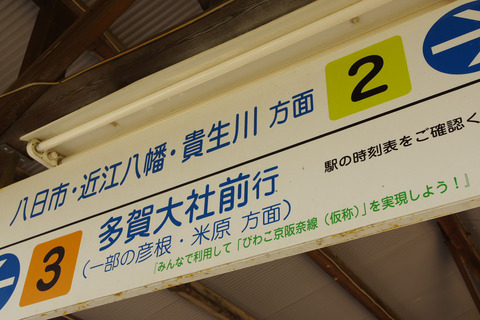 八日市・近江八幡・貴生川 方面 2
駅の時刻表をご確認く
3 多賀大社前行
(一部の彦根・米原 方面)
『みんなで利用して「びわこ京阪奈線（仮称）」を実現しよう！』